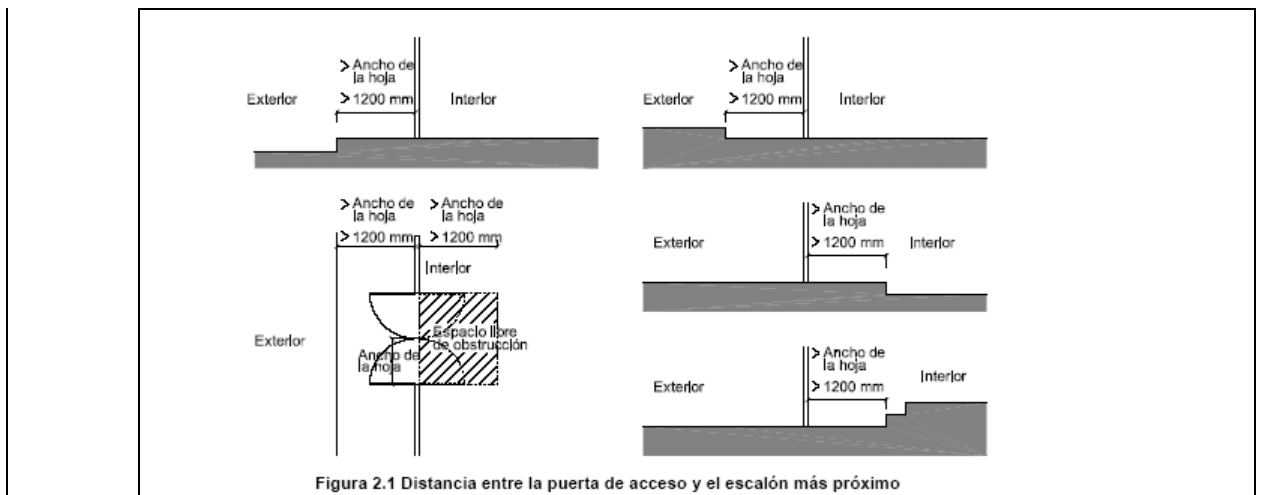 > Ancho de
la hoja
Exterior
> 1200 mm
Interior
> Ancho de
la hoja
Exterior
> 1200 mm
Interior
> Ancho de
la hoja
> Ancho de
la hoja
> 1200 mm
> 1200 mm
Interior
Exterior
Espacio libre
de obstrucción
Ancho de
la hoja
> Ancho de
la hoja
Exterior
> 1200 mm
Interior
> Ancho de
la hoja
Exterior
> 1200 mm
Interior
Figura 2.1 Distancia entre la puerta de acceso y el escalón más próximo